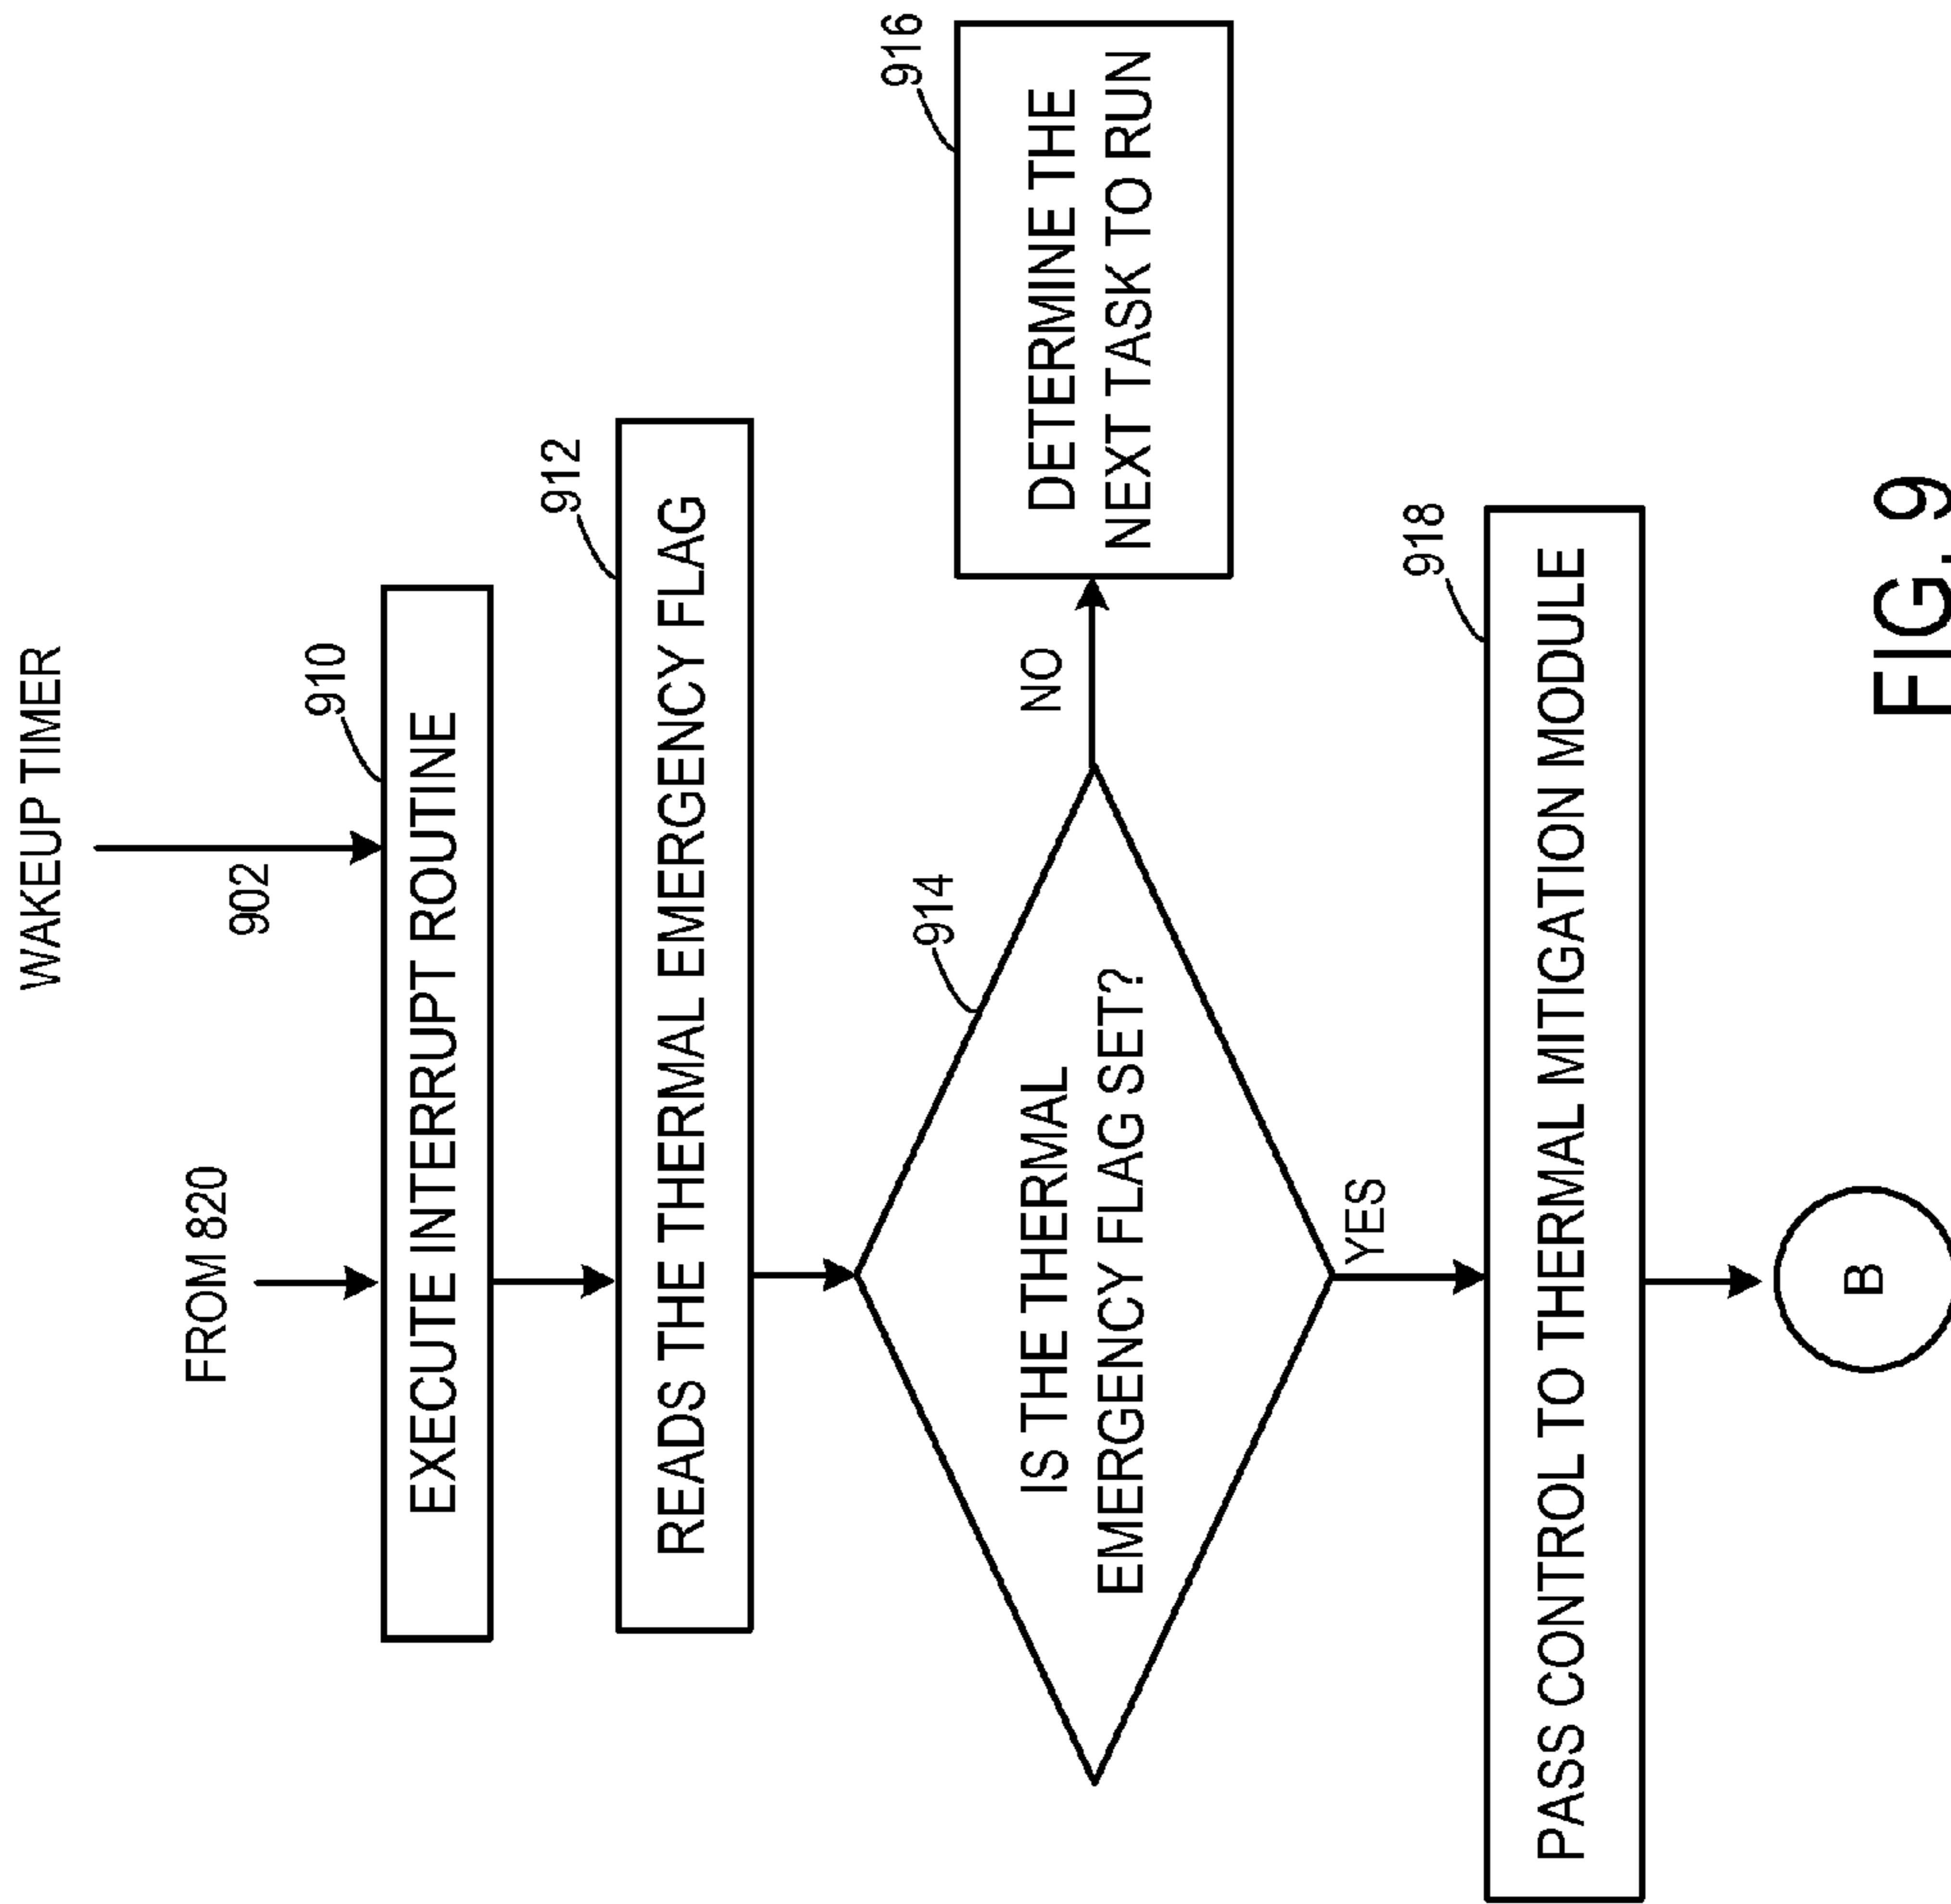 WAKEUP TIMER
FROM 820
902
910
EXECUTE INTERRUPT ROUTINE
912
READS THE THERMAL EMERGENCY FLAG
914
IS THE THERMAL
EMERGENCY FLAG SET?
NO
916
DETERMINE THE
NEXT TASK TO RUN
YES
918
PASS CONTROL TO THERMAL MITIGATION MODULE
B
FIG. 9